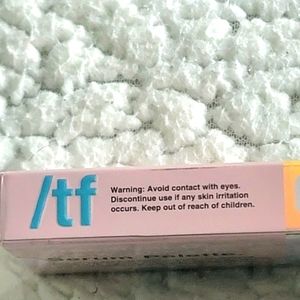 /tf
Warning: Avoid contact with eyes.
Discontinue use if any skin irritation
occurs. Keep out of reach of children.